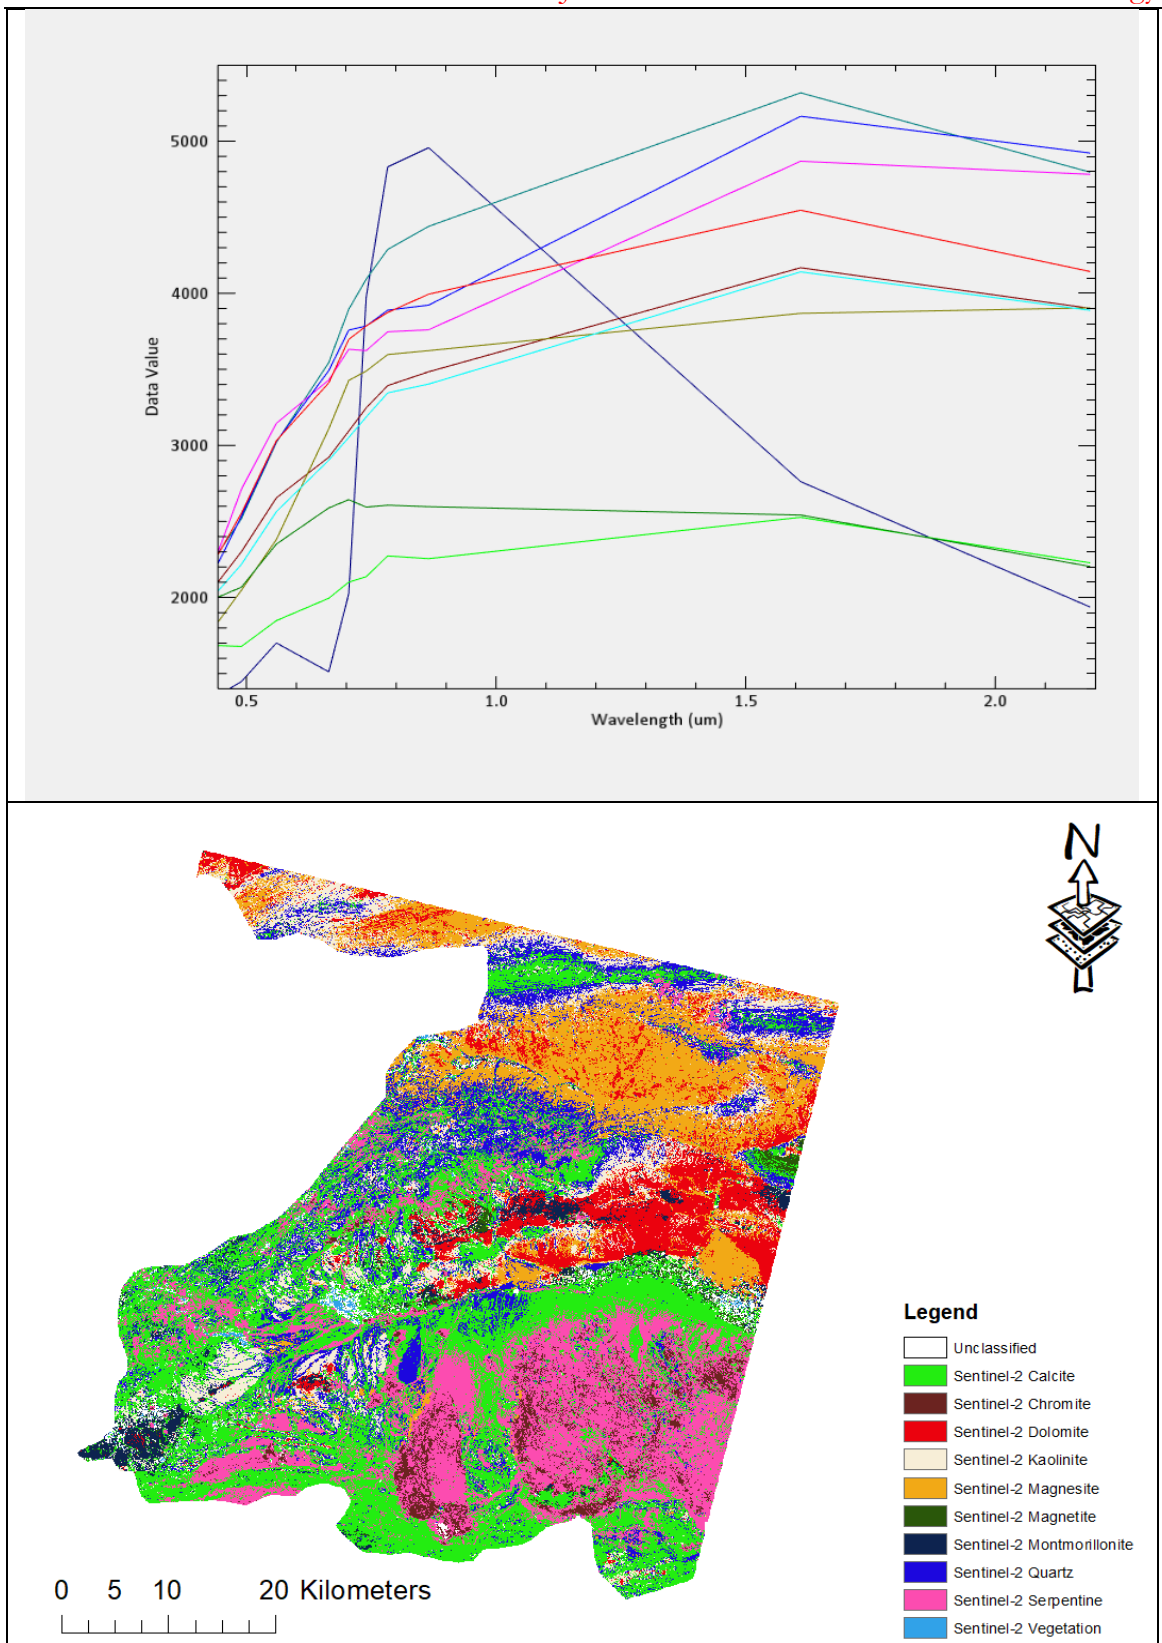 5000
4000
3000
2000
Data Value
0.5 1.0 1.5 2.0
Wavelength (um)
N
Legend
Unclassified
Sentinel-2 Calcite
Sentinel-2 Chromite
Sentinel-2 Dolomite
Sentinel-2 Kaolinite
Sentinel-2 Magnesite
Sentinel-2 Magnetite
Sentinel-2 Montmorillonite
Sentinel-2 Quartz
Sentinel-2 Serpentine
Sentinel-2 Vegetation
0 5 10 20 Kilometers